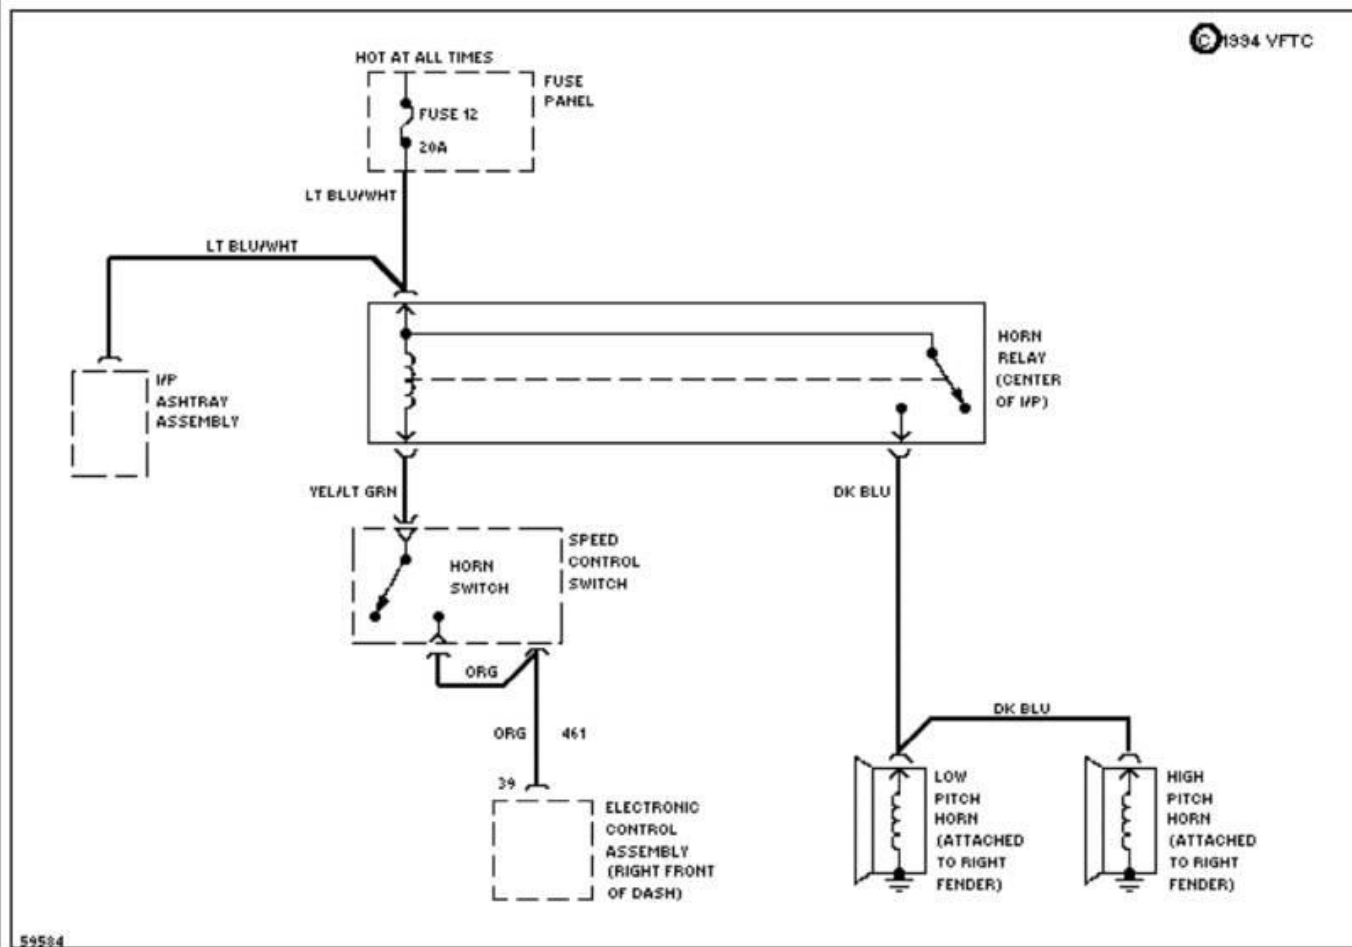 © 1994 VFTC
HOT AT ALL TIMES
FUSE
PANEL
FUSE 12
20A
LT BLU/WHT
LT BLU/WHT
I/P
ASHTRAY
ASSEMBLY
HORN
RELAY
(CENTER
OF I/P)
YEL/LT GRN
DK BLU
SPEED
CONTROL
SWITCH
HORN
SWITCH
ORG
ORG
461
39
ELECTRONIC
CONTROL
ASSEMBLY
(RIGHT FRONT
OF DASH)
DK BLU
LOW
PITCH
HORN
(ATTACHED
TO RIGHT
FENDER)
HIGH
PITCH
HORN
(ATTACHED
TO RIGHT
FENDER)
59584